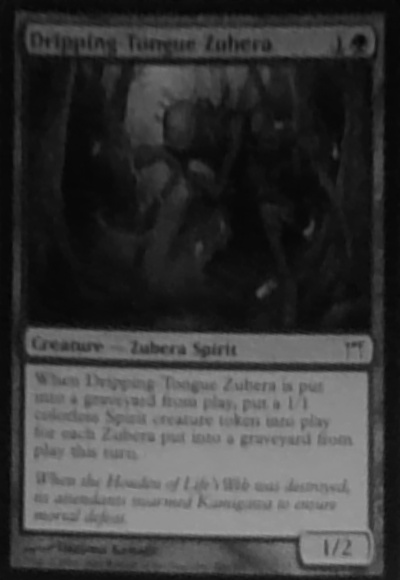 Dripping-Tongue Zubera 1
Creature — Zubera Spirit
When Dripping-Tongue Zubera is put
into a graveyard from play, put a 1/1
colorless Spirit creature token into play
for each Zubera put into a graveyard from
play this turn.
When the Honden of Life's Web was destroyed,
its attendants swarmed Kamigawa to ensure
mortal defeat.
1/2